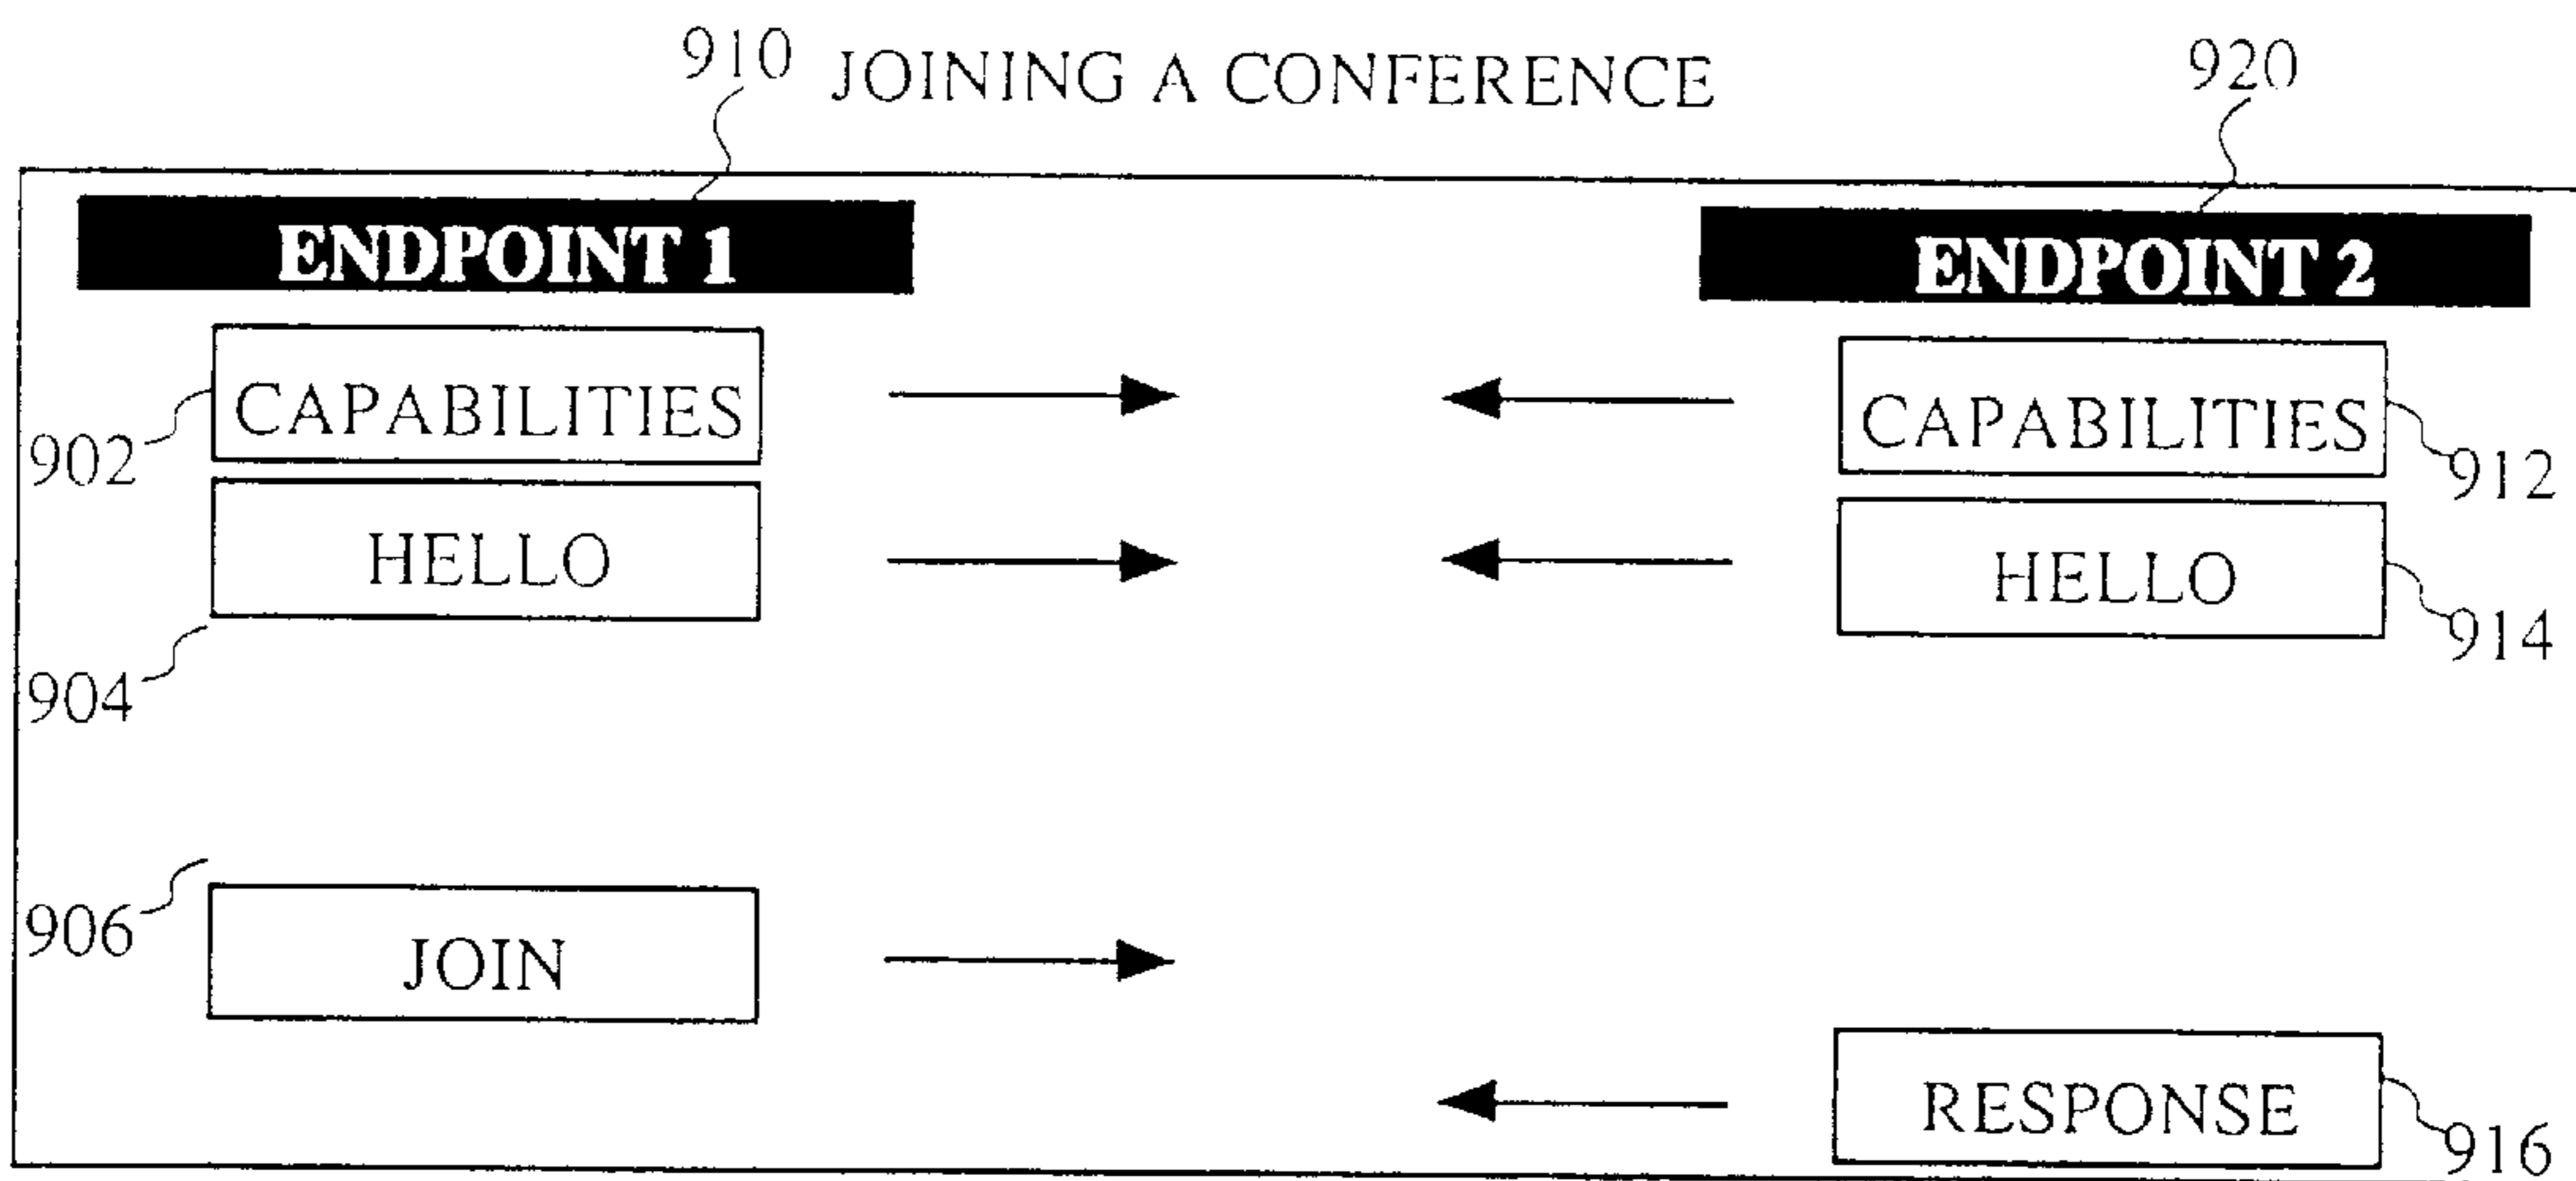 910 JOINING A CONFERENCE 920
ENDPOINT 1 ENDPOINT 2
CAPABILITIES CAPABILITIES
902 912
HELLO HELLO
904 914
906
JOIN
RESPONSE
916